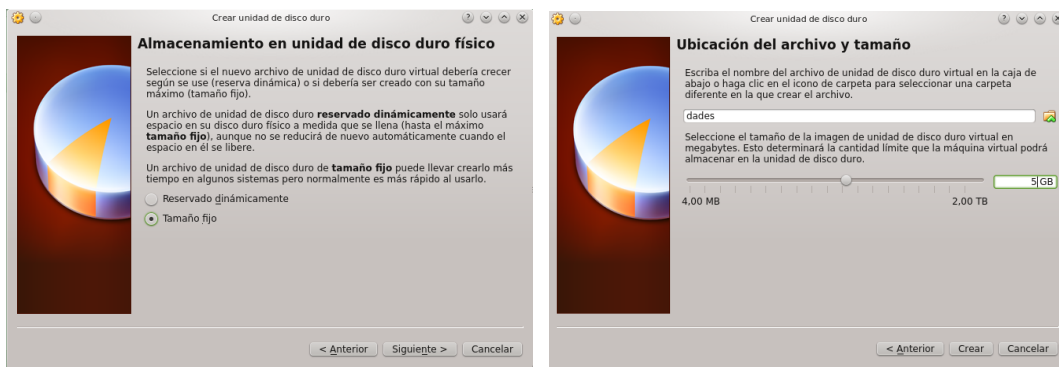 Crear unidad de disco duro
Almacenamiento en unidad de disco duro físico
Seleccione si el nuevo archivo de unidad de disco duro virtual debería crecer
según se use (reserva dinámica) o si debería ser creado con su tamaño
máximo (tamaño fijo).
Un archivo de unidad de disco duro reservado dinámicamente solo usará
espacio en su disco duro físico a medida que se llena (hasta el máximo
tamaño fijo), aunque no se reducirá de nuevo automáticamente cuando el
espacio en él se libere.
Un archivo de unidad de disco duro de tamaño fijo puede llevar crearlo más
tiempo en algunos sistemas pero normalmente es más rápido al usarlo.
Reservado dinámicamente
Tamaño fijo
< Anterior
Siguiente >
Cancelar
Crear unidad de disco duro
Ubicación del archivo y tamaño
Escriba el nombre del archivo de unidad de disco duro virtual en la caja de
abajo o haga clic en el icono de carpeta para seleccionar una carpeta
diferente en la que crear el archivo.
dades
Seleccione el tamaño de la imagen de unidad de disco duro virtual en
megabytes. Esto determinará la cantidad límite que la máquina virtual podrá
almacenar en la unidad de disco duro.
5 GB
4,00 MB
2,00 TB
< Anterior
Crear
Cancelar